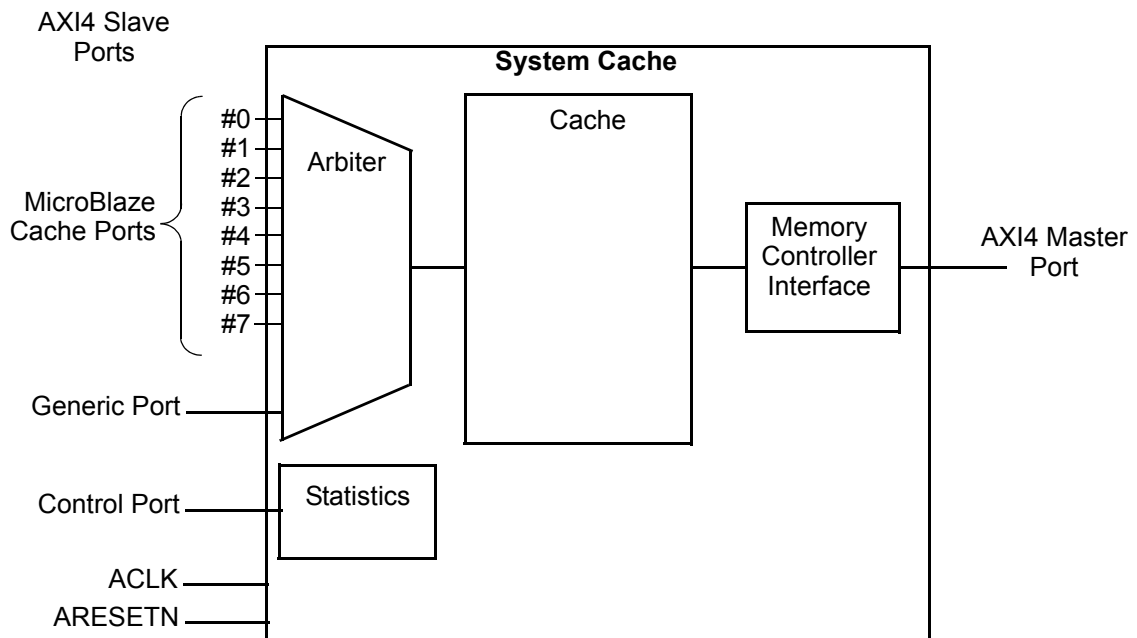 AXI4 Slave
Ports
System Cache
#0
#1
#2
#3
#4
#5
#6
#7
MicroBlaze
Cache Ports
Arbiter
Cache
Memory
Controller
Interface
AXI4 Master
Port
Generic Port
Control Port
Statistics
ACLK
ARESETN